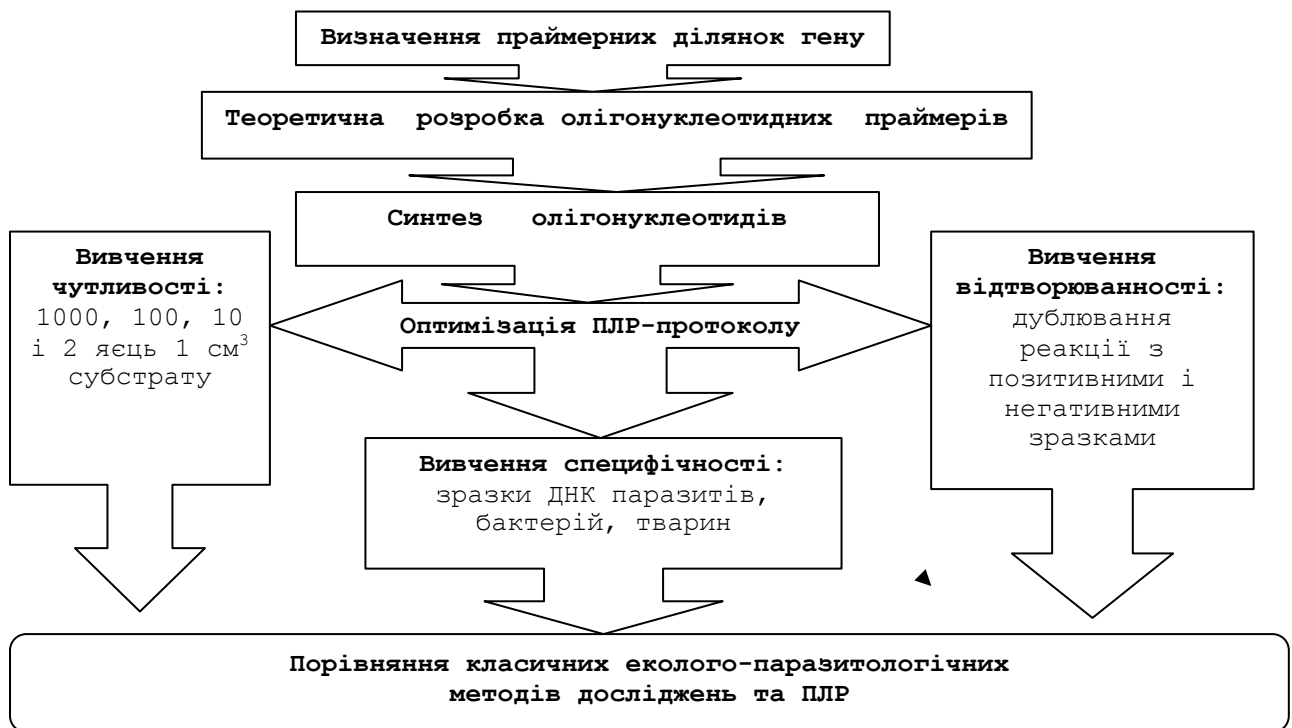 Визначення праймерних ділянок гену
Теоретична розробка олігонуклеотидних праймерів
Синтез олігонуклеотидів
Вивчення
чутливості:
1000, 100, 10
і 2 яєць 1 см³
субстрату
Оптимізація ПЛР-протоколу
Вивчення
відтворюванності:
дублювання
реакції з
позитивними і
негативними
зразками
Вивчення специфічності:
зразки ДНК паразитів,
бактерій, тварин
Порівняння класичних еколого-паразитологічних
методів досліджень та ПЛР